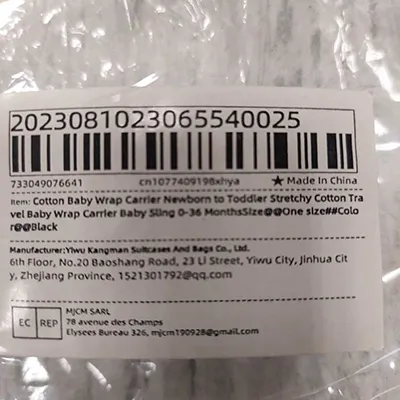 2023081023065540025
733049076641 cn1077409198xhya ★ Made In China
Item: Cotton Baby Wrap Carrier Newborn to Toddler Stretchy Cotton Tra
vel Baby Wrap Carrier Baby Sling 0-36 MonthsSize@@One size##Colo
r@@Black
Manufacturer:Yiwu Kangman Suitcases And Bags Co., Ltd.
6th Floor, No.20 Baoshang Road, 23 Li Street, Yiwu City, Jinhua Cit
y, Zhejiang Province, 1521301792@qq.com
EC REP
MJCM SARL
78 avenue des Champs
Elysees Bureau 326, mjcm190928@gmail.com